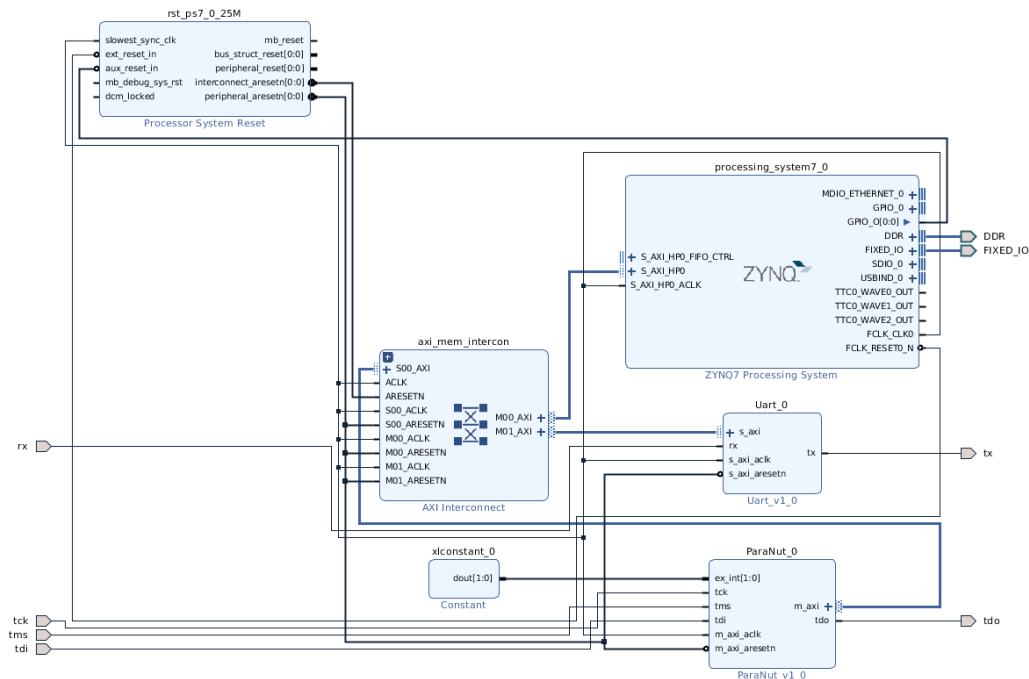 rst_ps7_0_25M
slowest_sync_clk
ext_reset_in
aux_reset_in
mb_debug_sys_rst
dcm_locked
mb_reset
bus_struct_reset[0:0]
peripheral_reset[0:0]
interconnect_aresetn[0:0]
peripheral_aresetn[0:0]
Processor System Reset
processing_system7_0
S_AXI_HP0_FIFO_CTRL
S_AXI_HP0
S_AXI_HP0_ACLK
ZYNQ
MDIO_ETHERNET_0
GPIO_0
GPIO_O[0:0]
DDR
FIXED_IO
SDIO_0
USBIND_0
TTC0_WAVE0_OUT
TTC0_WAVE1_OUT
TTC0_WAVE2_OUT
FCLK_CLK0
FCLK_RESET0_N
ZYNQ7 Processing System
DDR
FIXED_IO
axi_mem_intercon
S00_AXI
ACLK
ARESETN
S00_ACLK
S00_ARESETN
M00_ACLK
M00_ARESETN
M01_ACLK
M01_ARESETN
M00_AXI
M01_AXI
AXI Interconnect
Uart_0
s_axi
rx
s_axi_aclk
s_axi_aresetn
tx
Uart_v1_0
rx
tx
xlconstant_0
dout[1:0]
Constant
ParaNut_0
ex_int[1:0]
tck
tms
tdi
m_axi_aclk
m_axi_aresetn
m_axi
tdo
ParaNut_v1_0
tck
tms
tdi
tdo